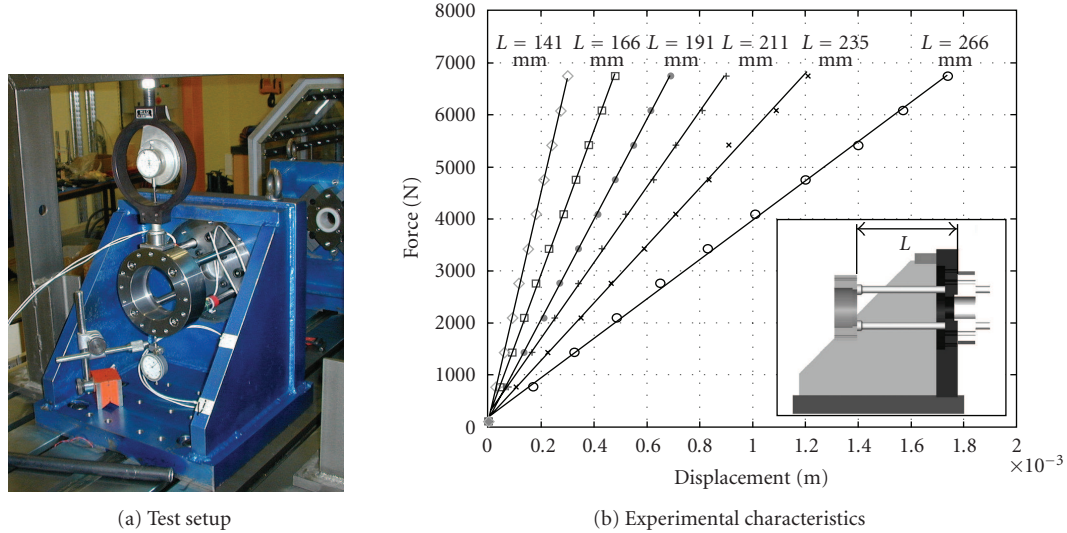 8000
7000
6000
5000
4000
3000
2000
1000
0
Force (N)
L = 141 mm
L = 166 mm
L = 191 mm
L = 211 mm
L = 235 mm
L = 266 mm
L
0 0.2 0.4 0.6 0.8 1 1.2 1.4 1.6 1.8 2
×10−3
Displacement (m)
(a) Test setup
(b) Experimental characteristics